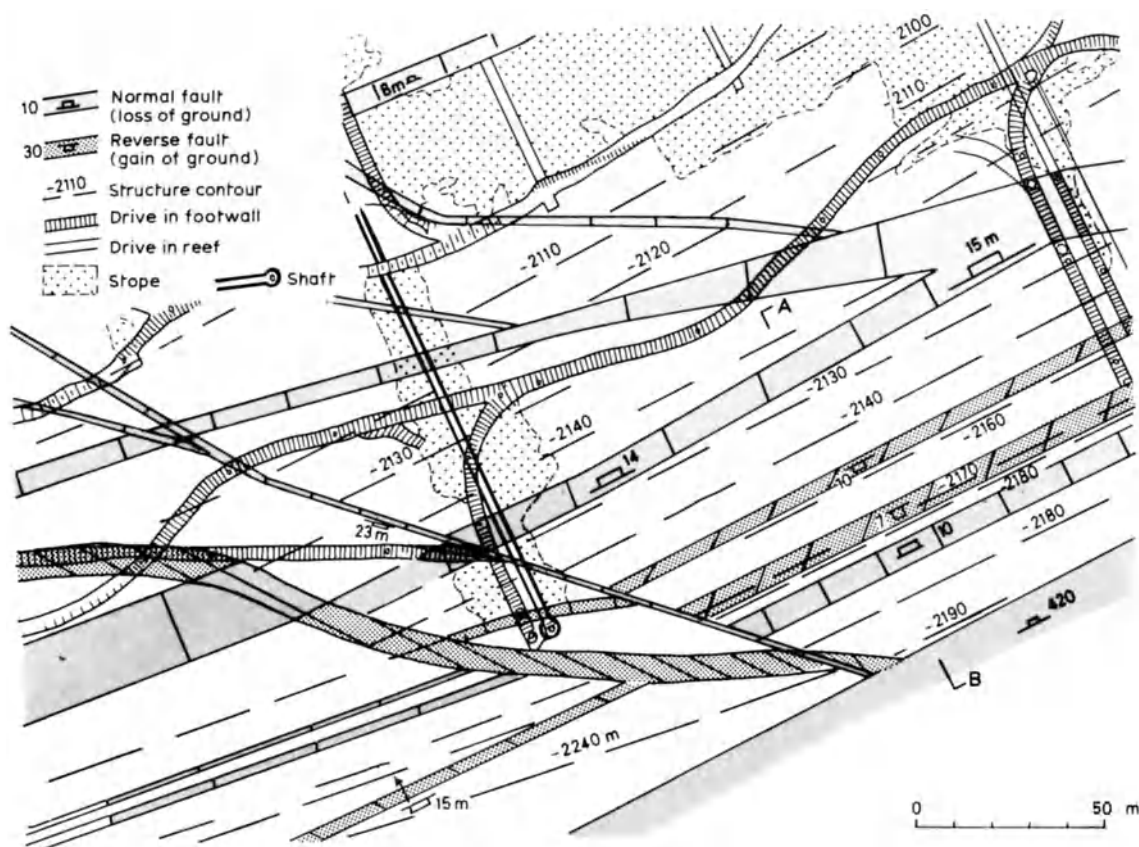 -2100
8m
10 Normal fault
(loss of ground)
-2110
30 Reverse fault
(gain of ground)
-2110 Structure contour
Drive in footwall
Drive in reef
Stope
Shaft
-2110
-2120
15 m
A
-2130
-2140
-2140
-2130
14
-2160
10
-2170
2180
7
23 m
10
-2180
-2190
420
B
-2240 m
15 m
0 50 m